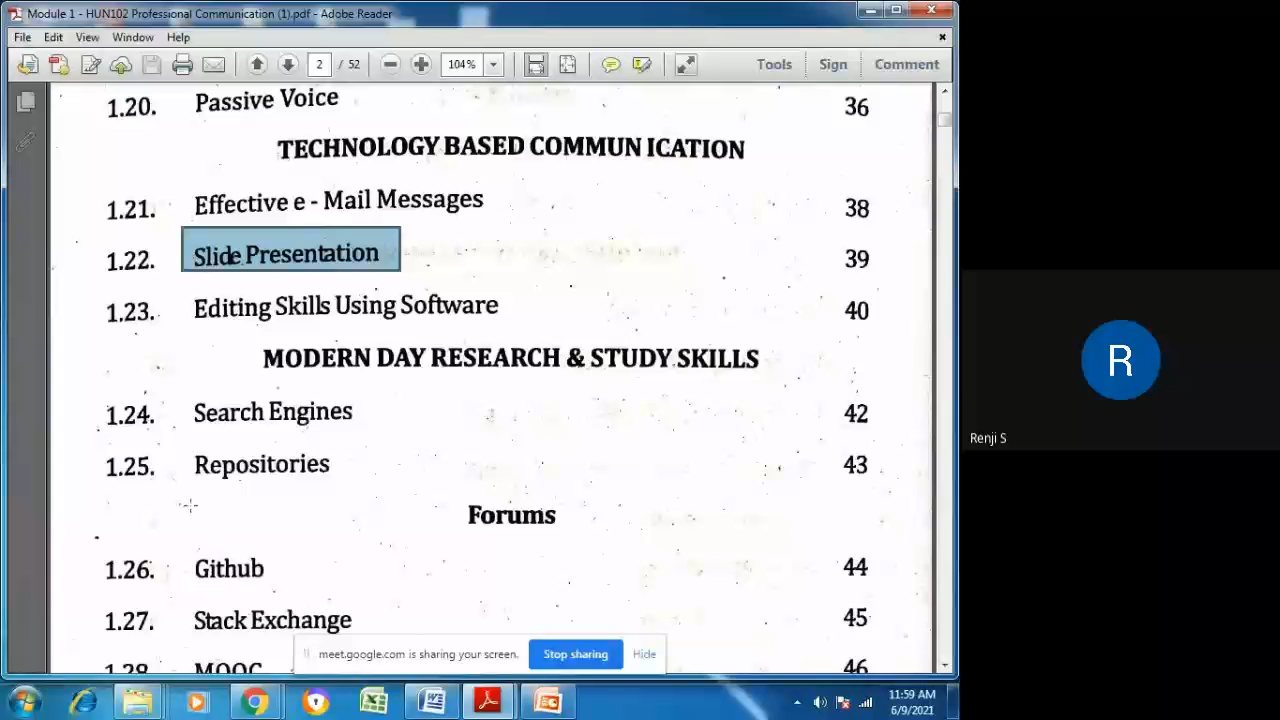 Module 1 - HUN102 Professional Communication (1).pdf - Adobe Reader
File Edit View Window Help
2 / 52 104% Tools Sign Comment
1.20. Passive Voice 36
TECHNOLOGY BASED COMMUN ICATION
1.21. Effective e - Mail Messages 38
1.22. Slide Presentation 39
1.23. Editing Skills Using Software 40
MODERN DAY RESEARCH & STUDY SKILLS
1.24. Search Engines 42
1.25. Repositories 43
Forums
1.26. Github 44
1.27. Stack Exchange 45
1.28. MOOC 46
meet.google.com is sharing your screen. Stop sharing Hide
11:59 AM
6/9/2021
R
Renji S